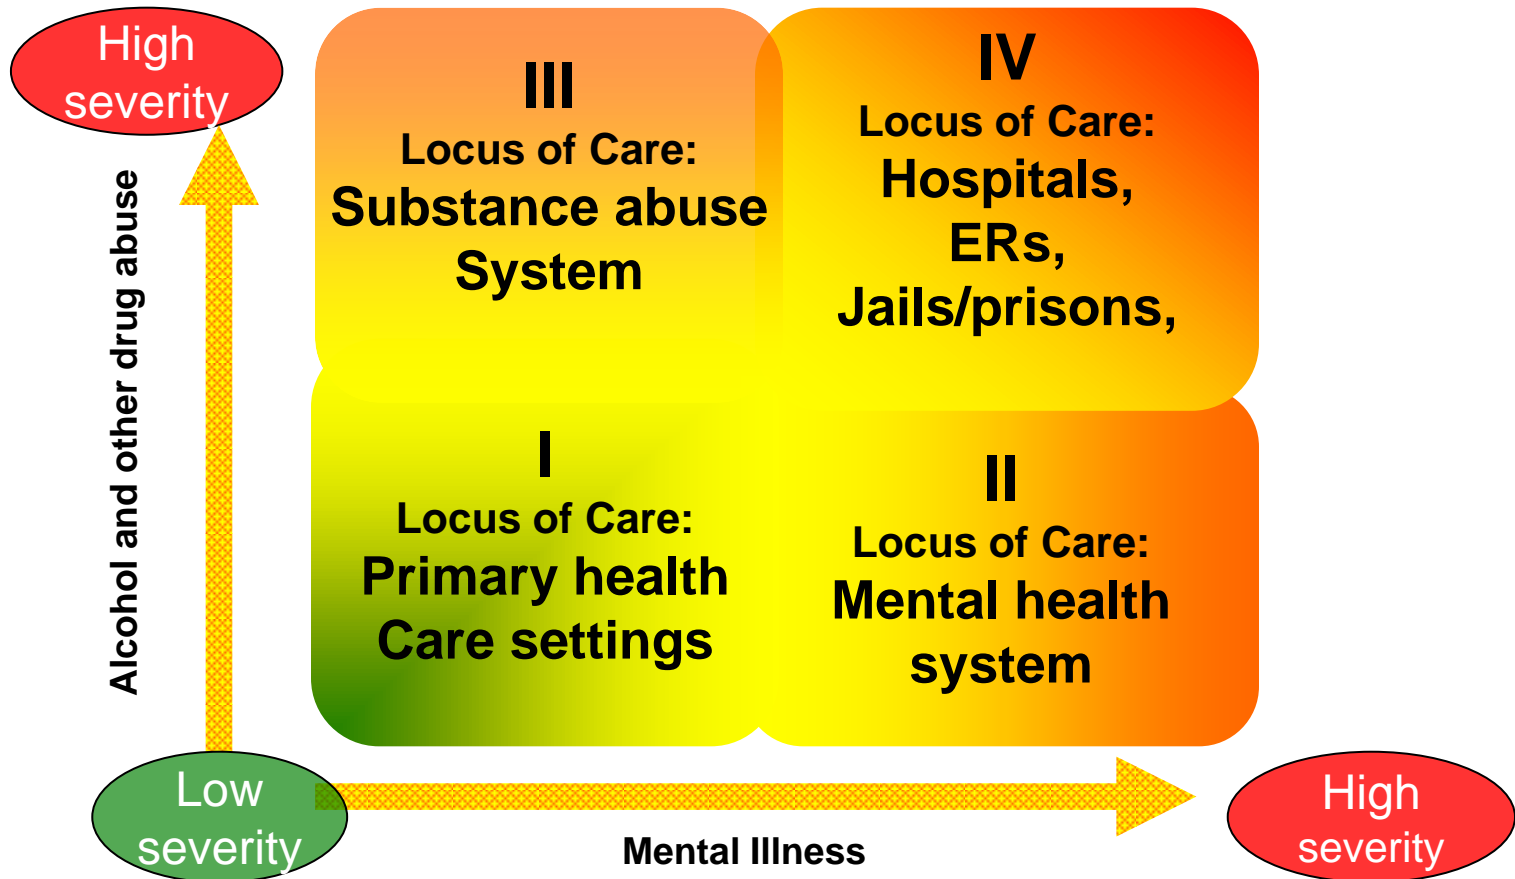 High
severity
III
Locus of Care:
Substance abuse
System
IV
Locus of Care:
Hospitals,
ERs,
Jails/prisons,
Alcohol and other drug abuse
I
Locus of Care:
Primary health
Care settings
II
Locus of Care:
Mental health
system
Low
severity
Mental Illness
High
severity